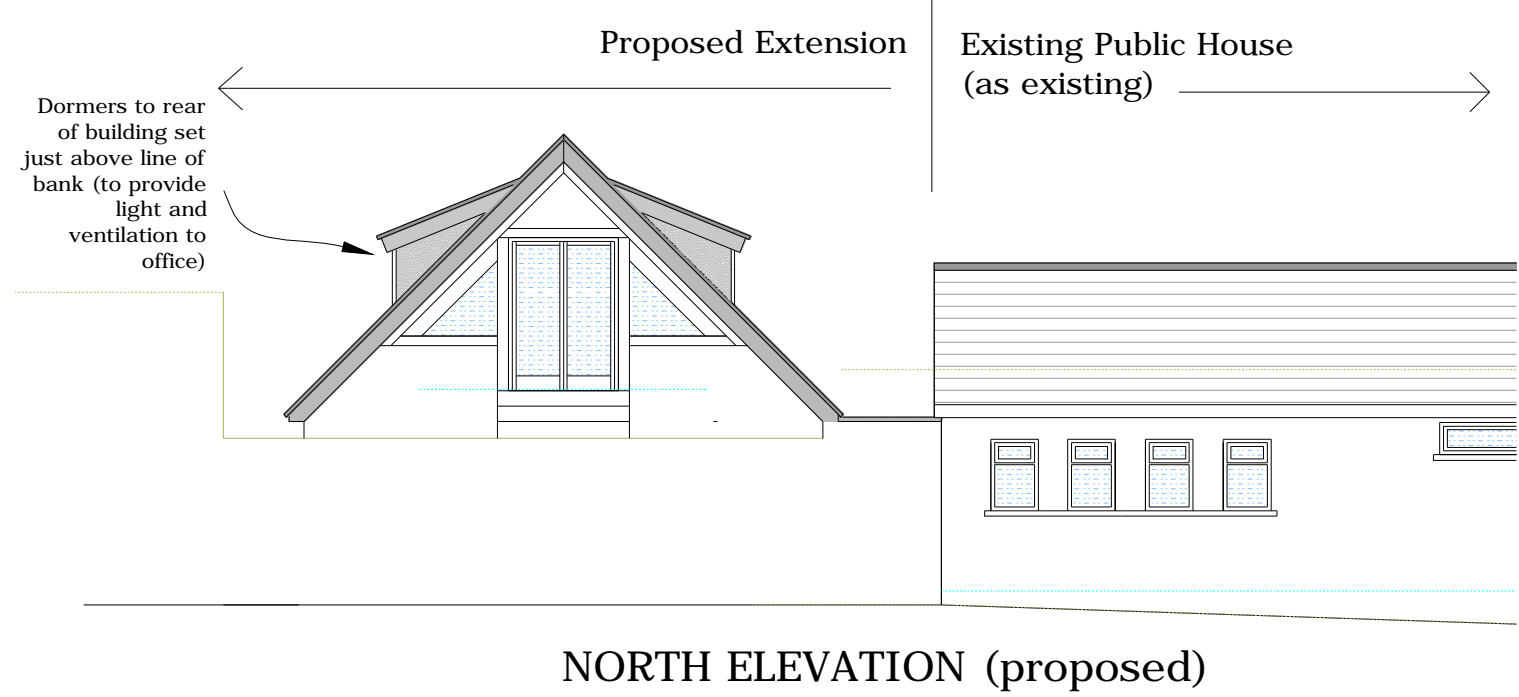 Proposed Extension
Existing Public House
(as existing)
Dormers to rear
of building set
just above line of
bank (to provide
light and
ventilation to
office)
NORTH ELEVATION (proposed)